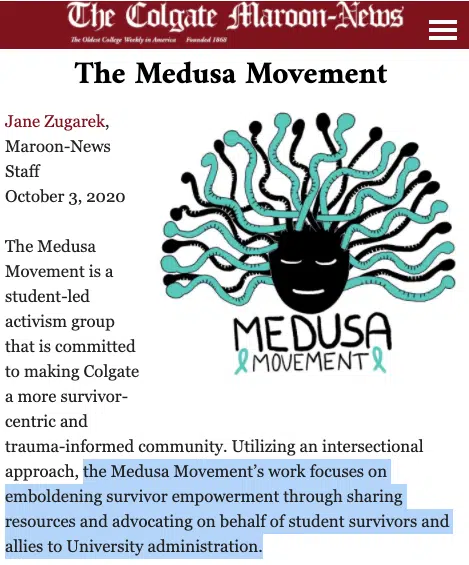 The Colgate Maroon-News
The Oldest College Weekly in America Founded 1868
The Medusa Movement
Jane Zugarek,
Maroon-News
Staff
October 3, 2020
MEDUSA
MOVEMENT
The Medusa
Movement is a
student-led
activism group
that is committed
to making Colgate
a more survivor-
centric and
trauma-informed community. Utilizing an intersectional
approach, the Medusa Movement’s work focuses on
emboldening survivor empowerment through sharing
resources and advocating on behalf of student survivors and
allies to University administration.